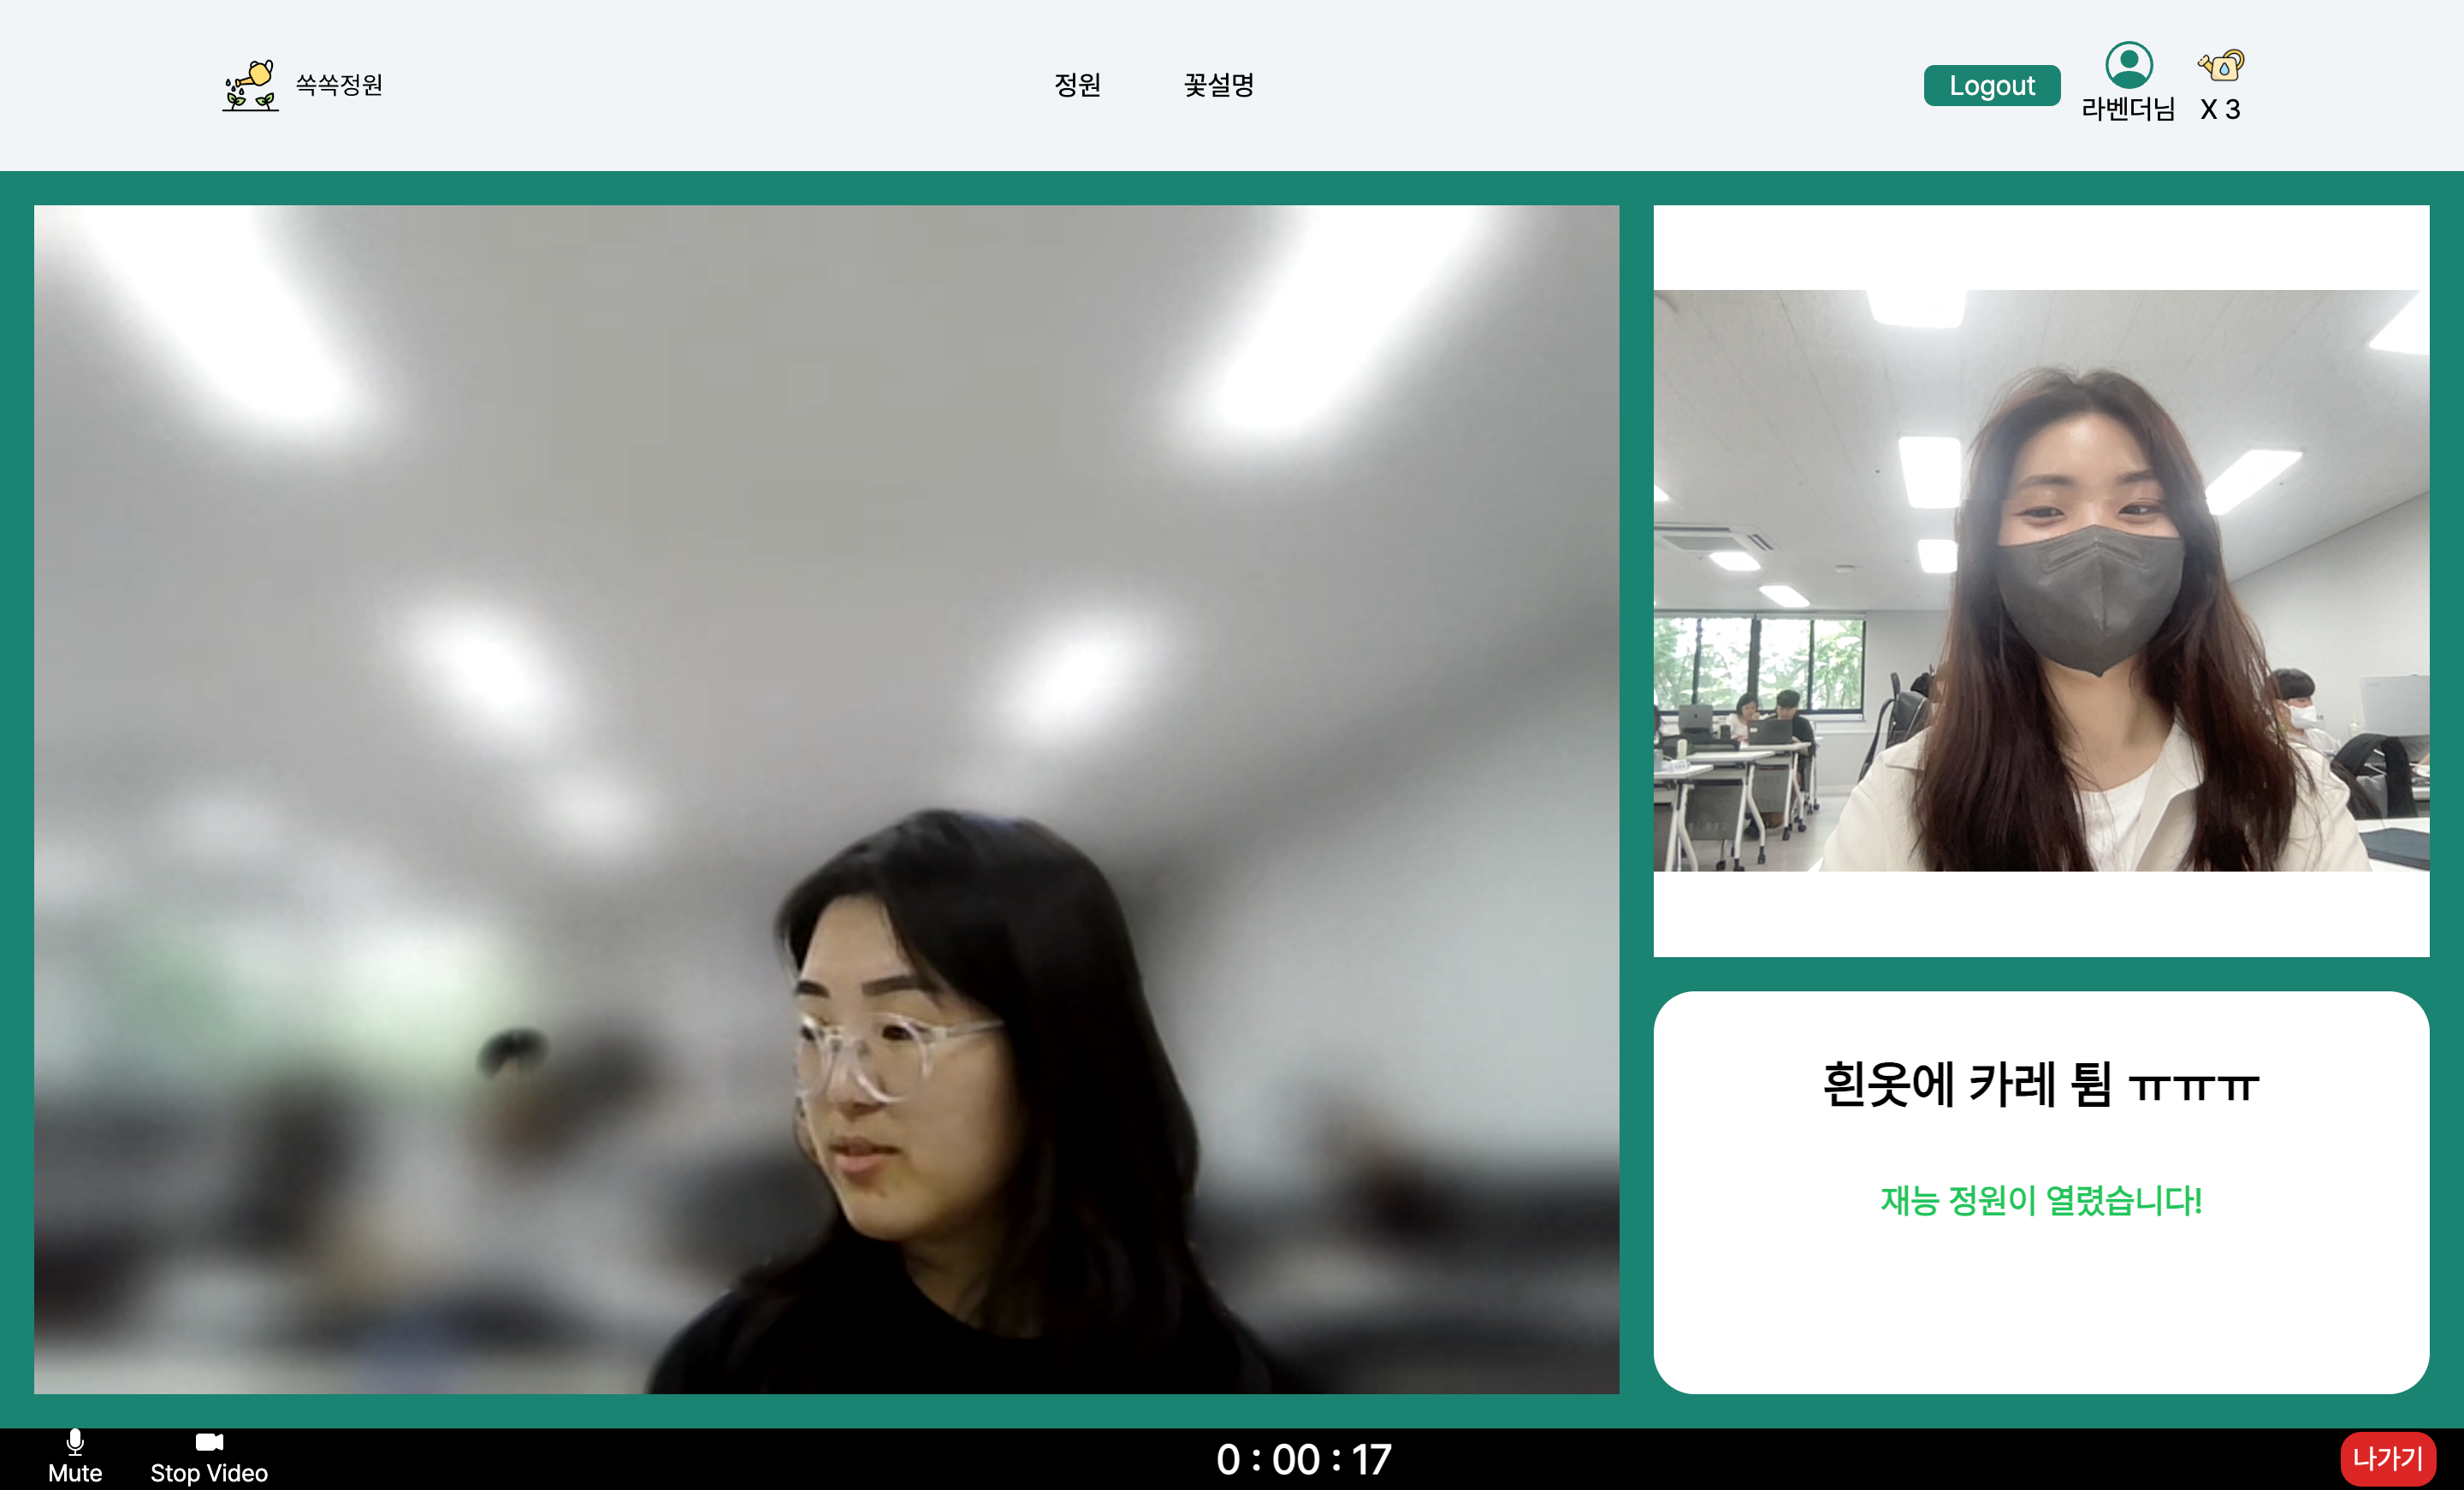 쏙쏙정원
정원
꽃설명
Logout
라벤더님
X 3
흰옷에 카레 튐 ㅠㅠㅠ
재능 정원이 열렸습니다!
Mute
Stop Video
0 : 00 : 17
나가기